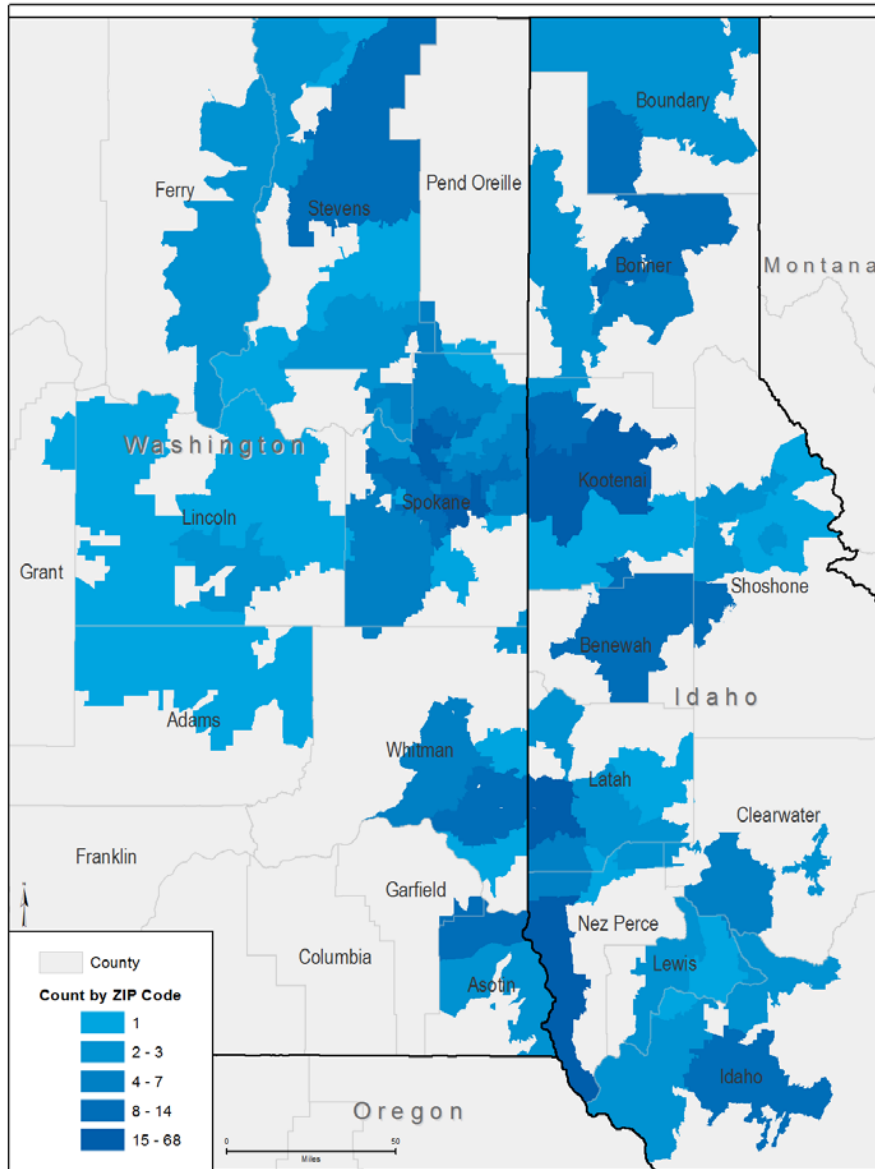 Boundary
Ferry
Pend Oreille
Stevens
Bonner
Montana
Washington
Kootenai
Spokane
Lincoln
Grant
Shoshone
Benewah
Idaho
Adams
Whitman
Latah
Clearwater
Franklin
Garfield
Nez Perce
Columbia
Lewis
Asotin
Idaho
Oregon
County
Count by ZIP Code
1
2 - 3
4 - 7
8 - 14
15 - 68
0 50
Miles